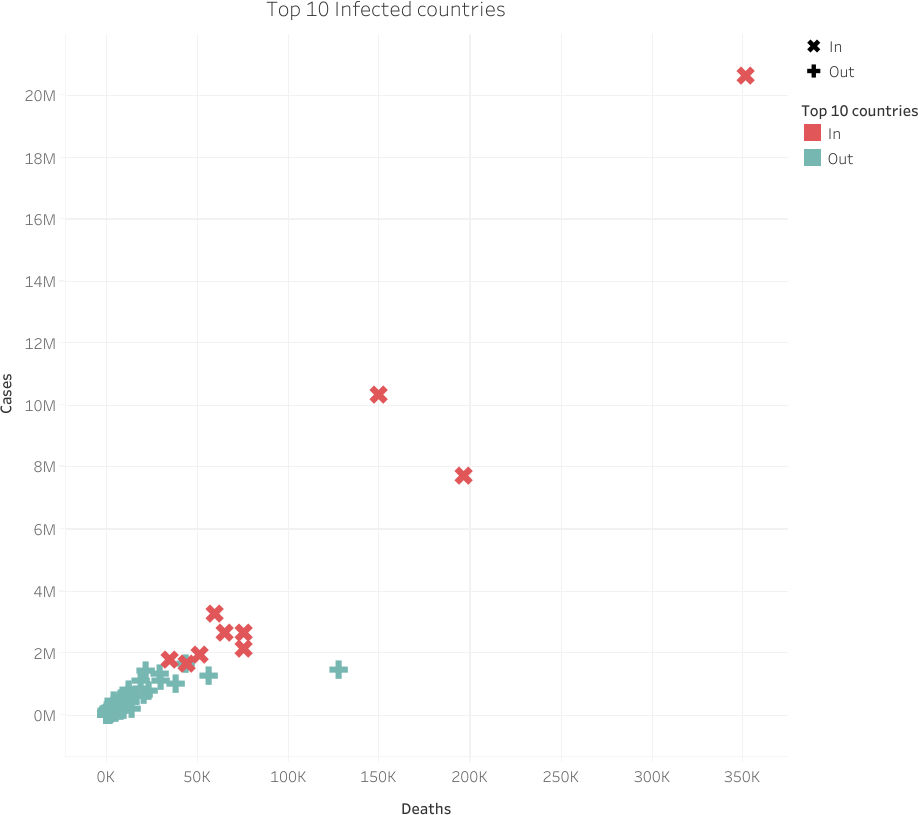 Top 10 Infected countries
In
Out
Top 10 countries
In
Out
20M
18M
16M
14M
12M
10M
8M
6M
4M
2M
0M
Cases
0K 50K 100K 150K 200K 250K 300K 350K
Deaths